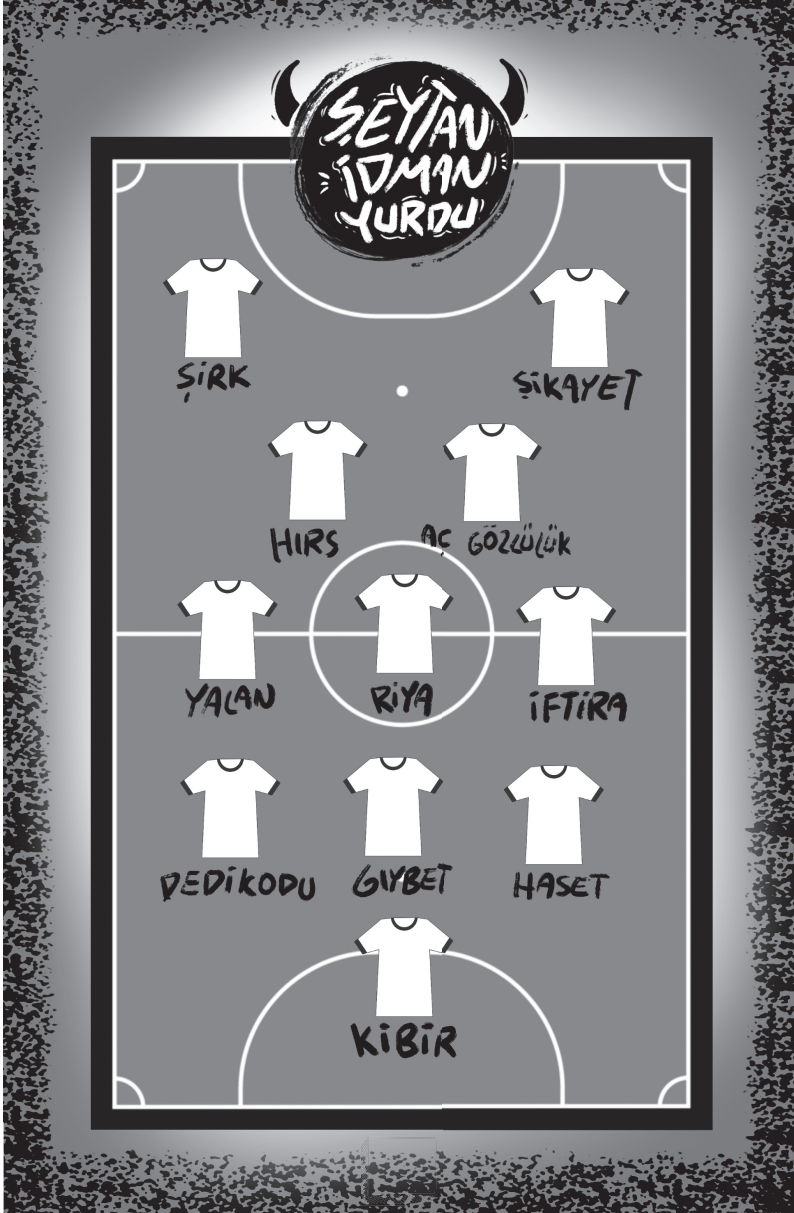 ŞEYTAN
İDMAN
YURDU
ŞİRK
ŞİKAYET
HIRS
AÇ GÖZLÜLÜK
YALAN
RİYA
İFTİRA
DEDİKODU
GIYBET
HASET
KİBİR